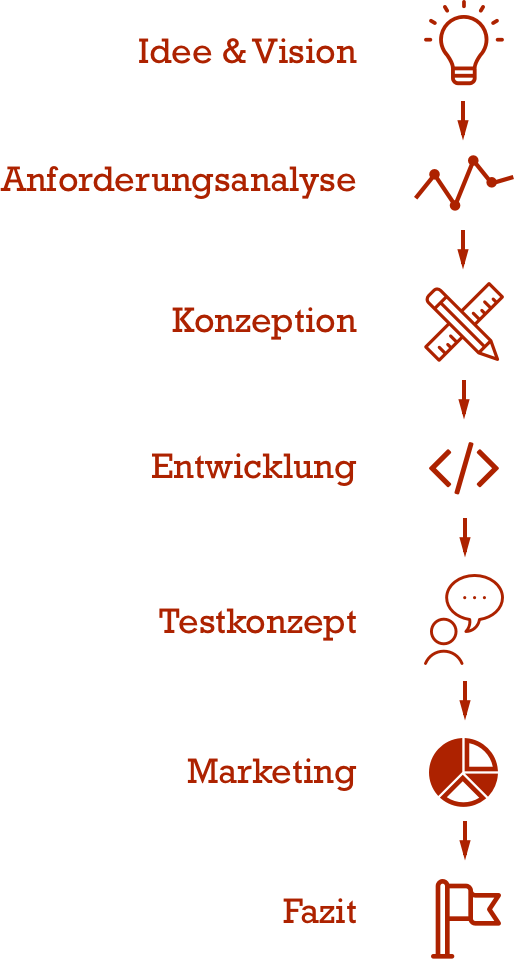 Idee & Vision
Anforderungsanalyse
Konzeption
Entwicklung
Testkonzept
Marketing
Fazit